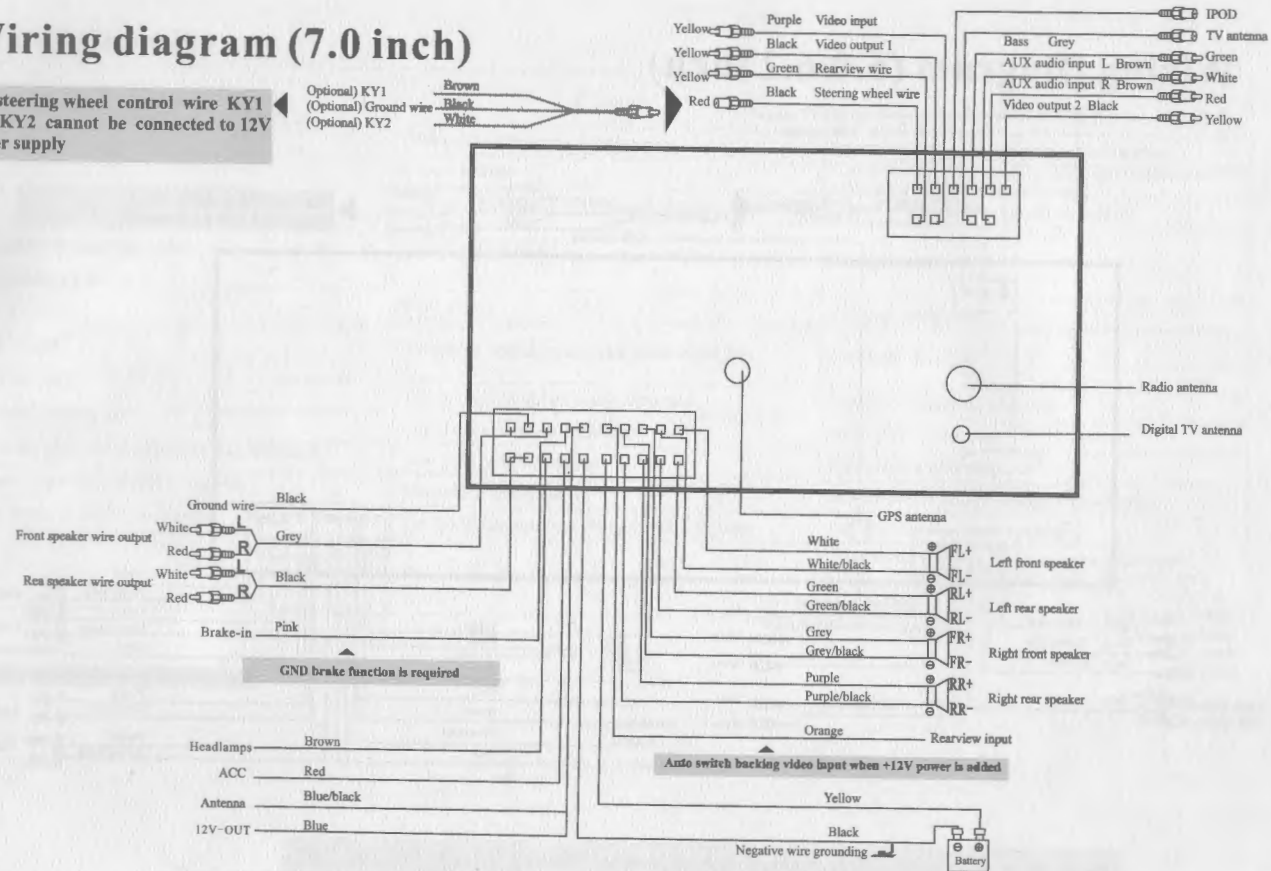 Wiring diagram (7.0 inch)
steering wheel control wire KY1
KY2 cannot be connected to 12V
er supply
Optional) KY1
(Optional) Ground wire
(Optional) KY2
Brown
Black
White
Yellow Purple Video input
Yellow Black Video output 1
Yellow Green Rearview wire
Red Black Steering wheel wire
IPOD
TV antenna
Bass Grey Green
AUX audio input L Brown White
AUX audio input R Brown Red
Video output 2 Black Yellow
Radio antenna
Digital TV antenna
GPS antenna
Ground wire Black
Front speaker wire output White L Grey
Red R
Rea speaker wire output White L Black
Red R
Brake-in Pink
GND brake function is required
Headlamps Brown
ACC Red
Antenna Blue/black
12V-OUT Blue
White FL+
White/black FL- Left front speaker
Green RL+
Green/black RL- Left rear speaker
Grey FR+
Grey/black FR- Right front speaker
Purple RR+
Purple/black RR- Right rear speaker
Orange Rearview input
Auto switch backing video input when +12V power is added
Yellow
Black
Negative wire grounding
Battery